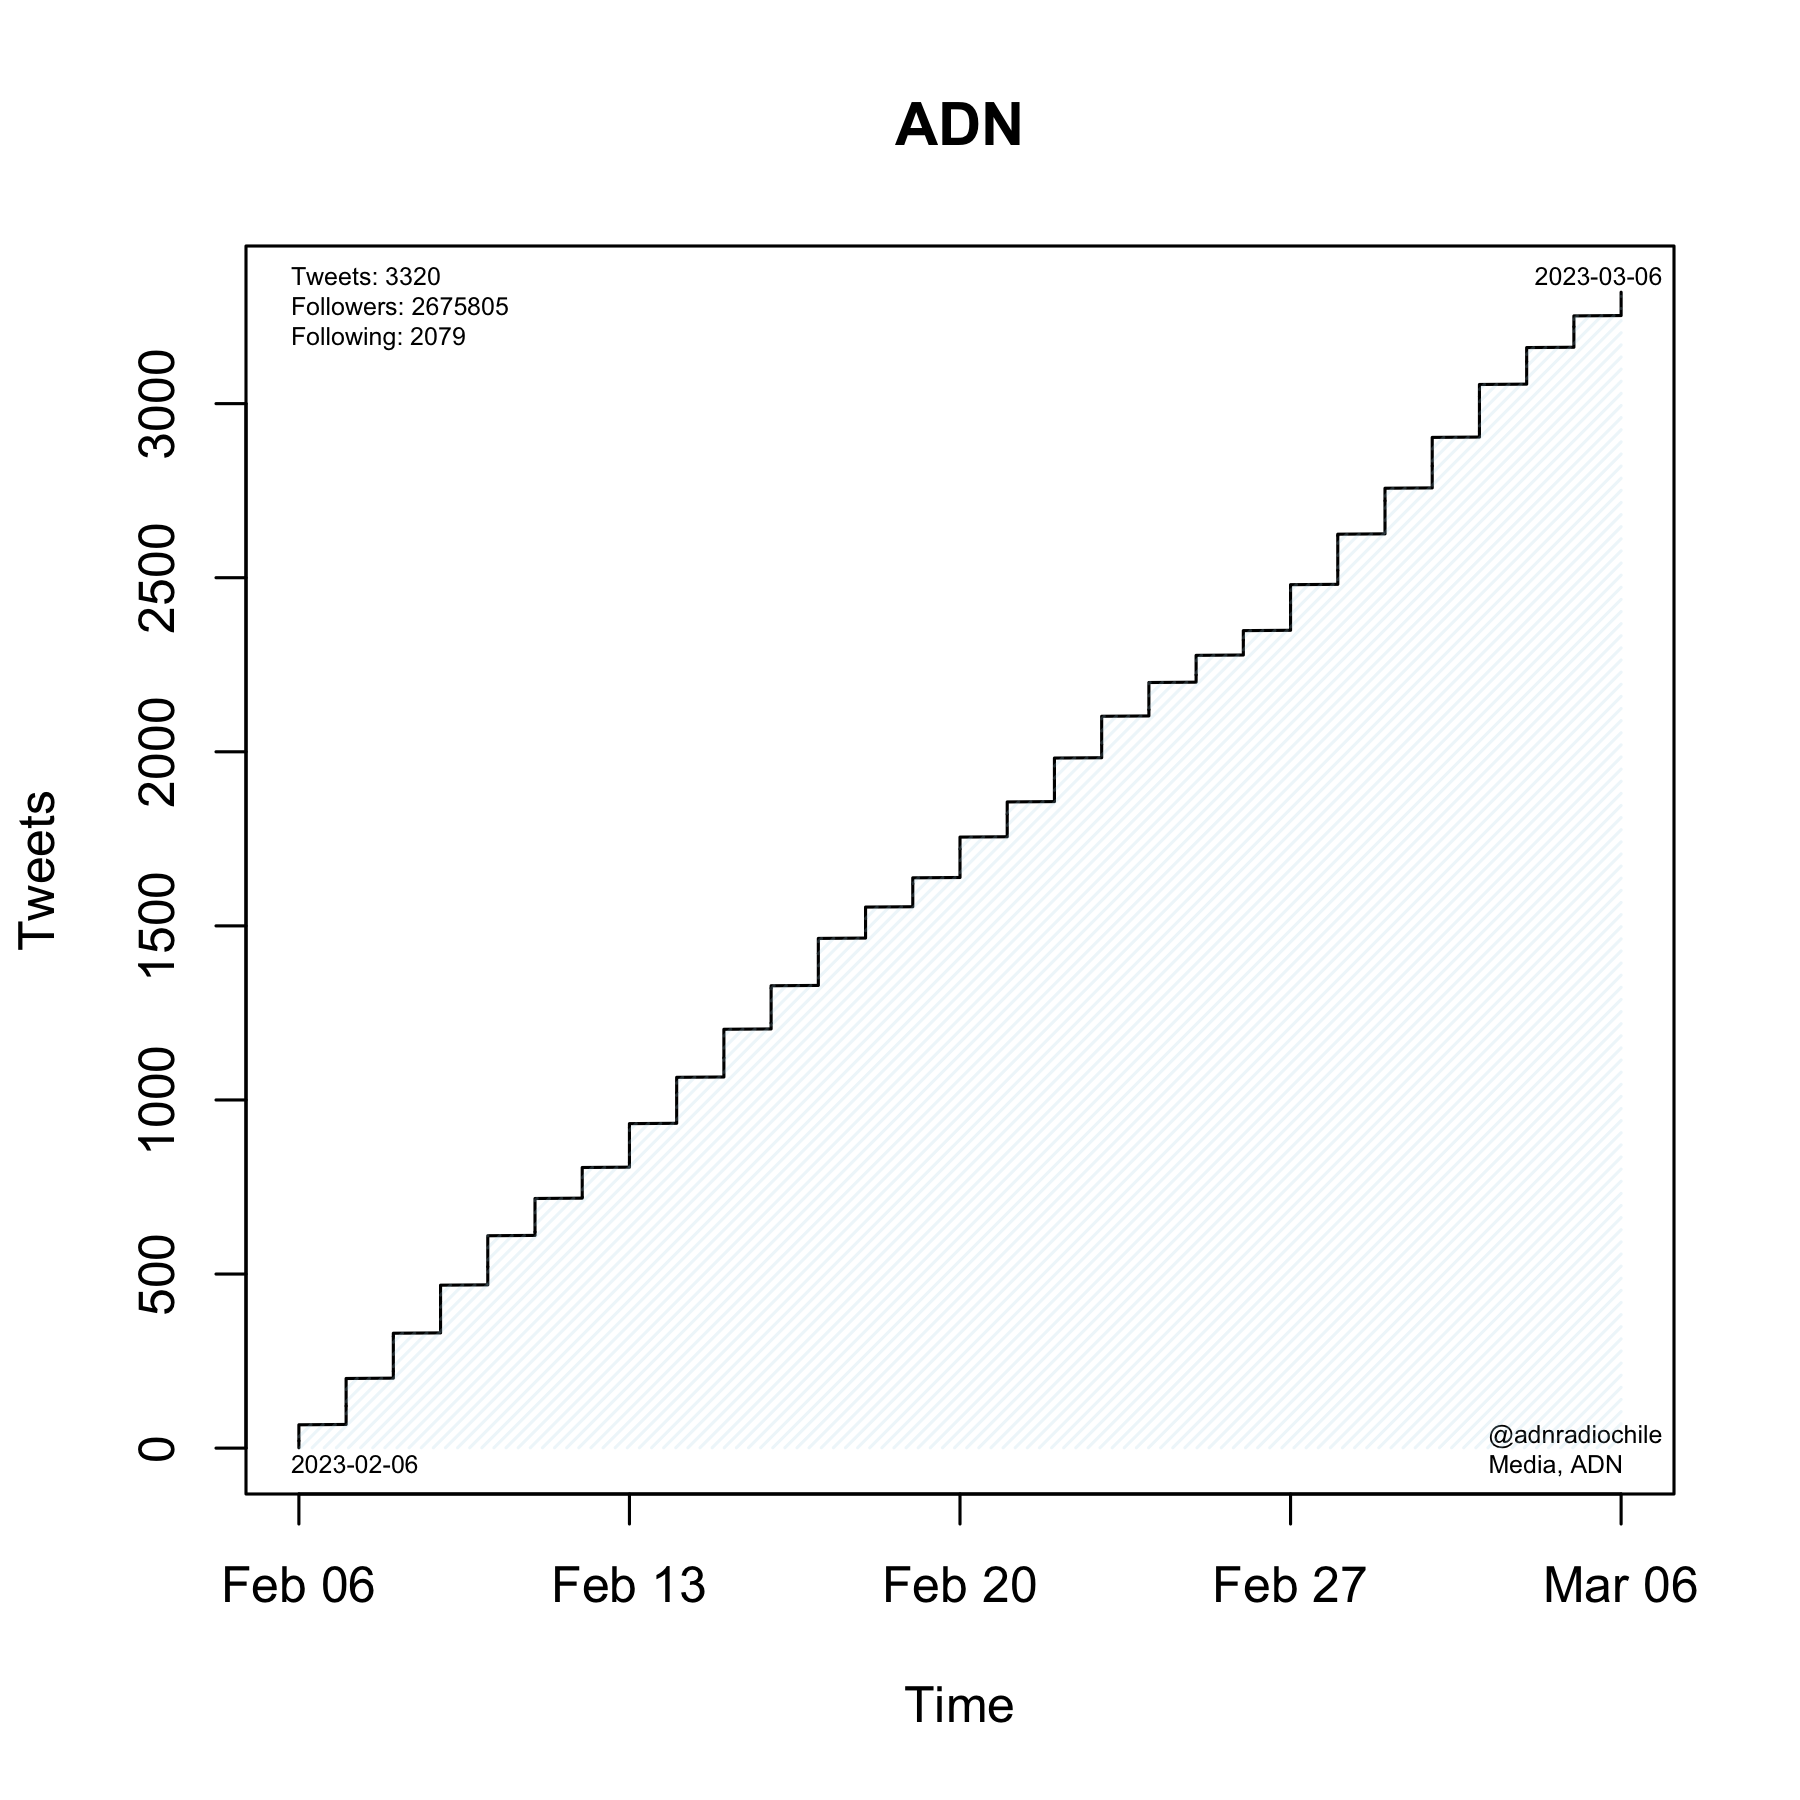 ADN
Tweets: 3320
Followers: 2675805
Following: 2079
2023-03-06
3000
2500
2000
1500
1000
500
0
Tweets
2023-02-06
@adnradiochile
Media, ADN
Feb 06
Feb 13
Feb 20
Feb 27
Mar 06
Time